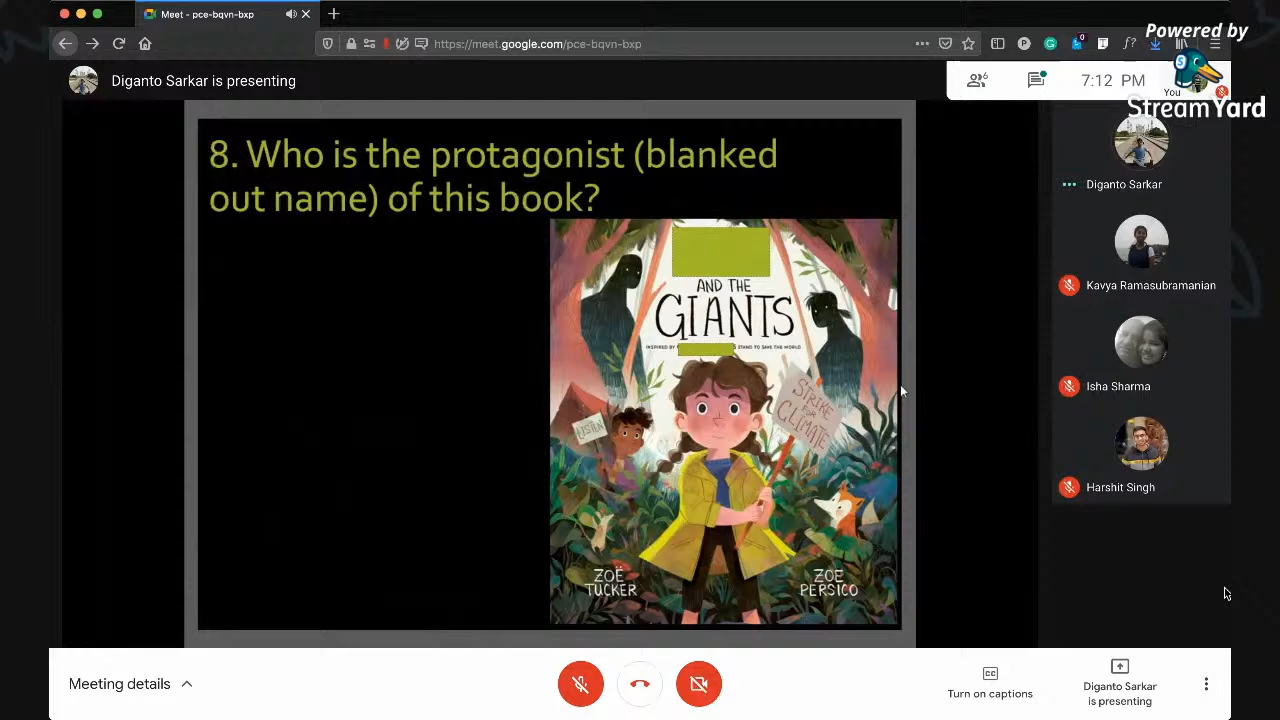 Meet - pce-bqvn-bxp
https://meet.google.com/pce-bqvn-bxp
Powered by
StreamYard
Diganto Sarkar is presenting
6
7:12 PM
You
8. Who is the protagonist (blanked
out name) of this book?
AND THE
GIANTS
INSPIRED BY
STAND TO SAVE THE WORLD
LISTEN
STRIKE
FOR
CLIMATE
ZOË
TUCKER
ZOE
PERSICO
Diganto Sarkar
Kavya Ramasubramanian
Isha Sharma
Harshit Singh
Meeting details
Turn on captions
Diganto Sarkar
is presenting